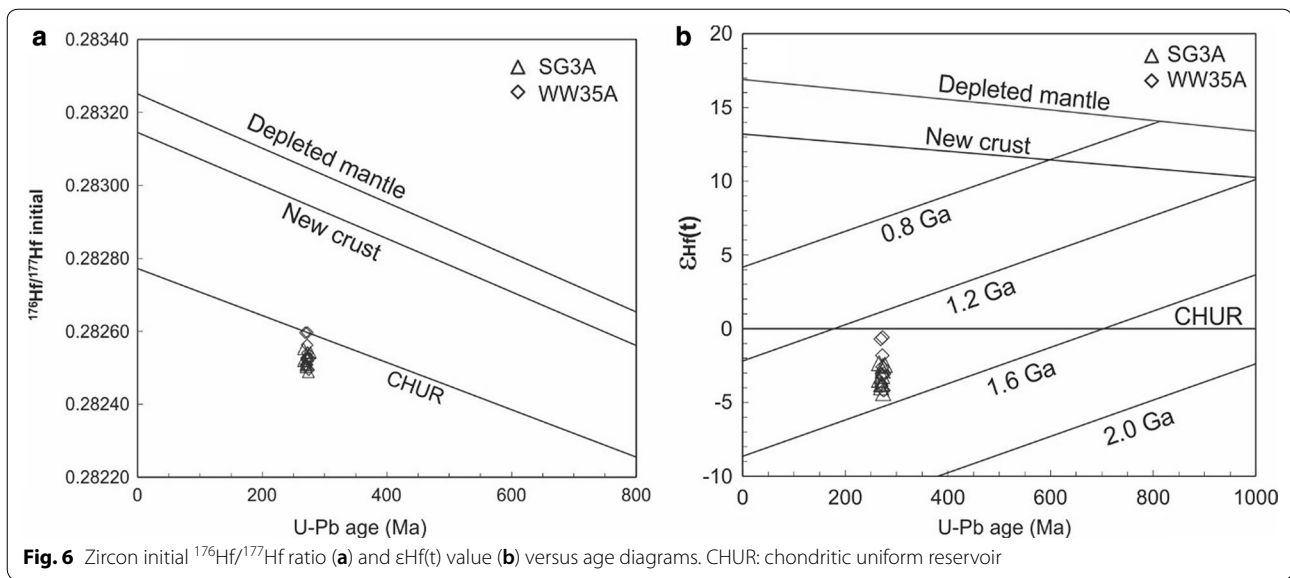 a
0.28340
0.28320
0.28300
0.28280
0.28260
0.28240
0.28220
¹⁷⁶Hf/¹⁷⁷Hf initial
△ SG3A
◇ WW35A
Depleted mantle
New crust
CHUR
0
200
400
600
800
U-Pb age (Ma)
b
20
15
10
5
0
-5
-10
εHf(t)
△ SG3A
◇ WW35A
Depleted mantle
New crust
0.8 Ga
1.2 Ga
CHUR
1.6 Ga
2.0 Ga
0
200
400
600
800
1000
U-Pb age (Ma)
Fig. 6 Zircon initial ¹⁷⁶Hf/¹⁷⁷Hf ratio (a) and εHf(t) value (b) versus age diagrams. CHUR: chondritic uniform reservoir